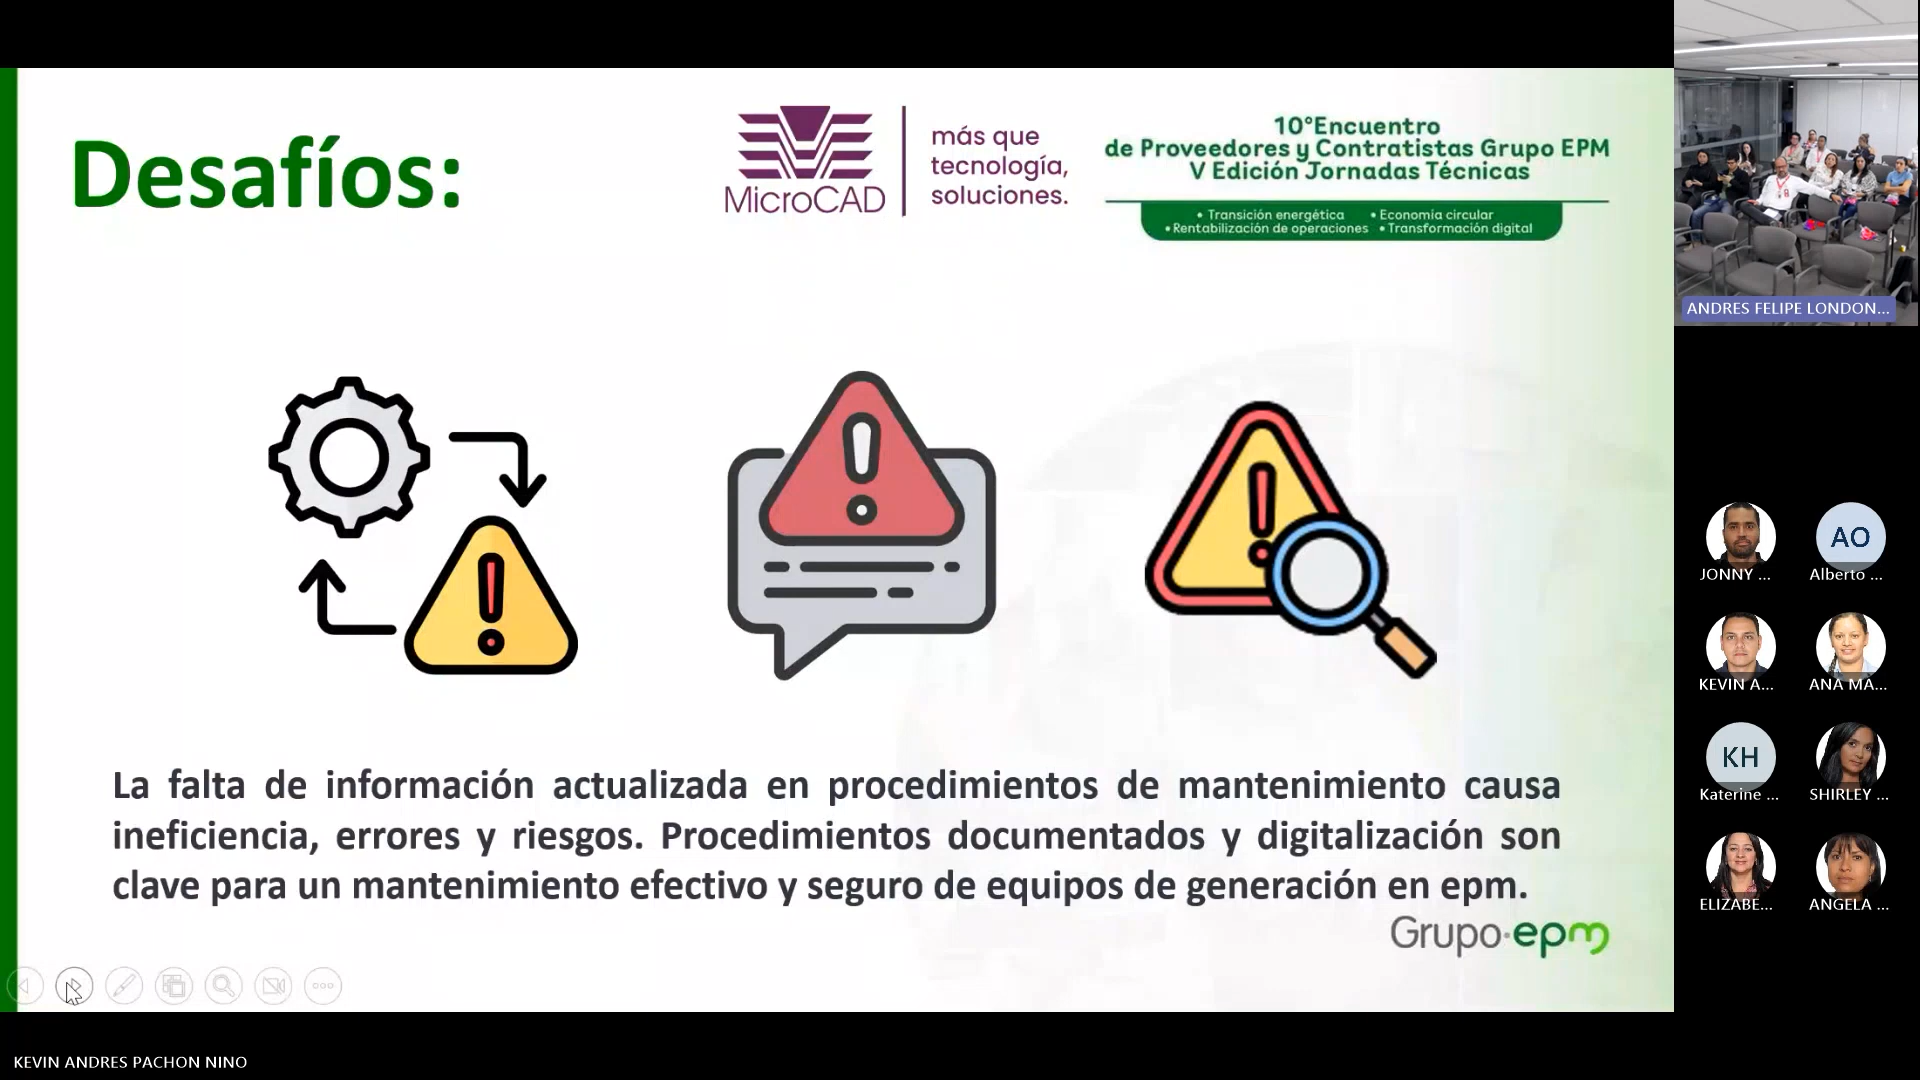 Desafíos:
MicroCAD
más que
tecnología,
soluciones.
10°Encuentro
de Proveedores y Contratistas Grupo EPM
V Edición Jornadas Técnicas
• Transición energética • Economía circular
• Rentabilización de operaciones • Transformación digital
La falta de información actualizada en procedimientos de mantenimiento causa
ineficiencia, errores y riesgos. Procedimientos documentados y digitalización son
clave para un mantenimiento efectivo y seguro de equipos de generación en epm.
Grupo·epm
ANDRES FELIPE LONDON...
AO
JONNY ... Alberto ...
KEVIN A... ANA MA...
KH
Katerine ... SHIRLEY ...
ELIZABE... ANGELA ...
KEVIN ANDRES PACHON NINO